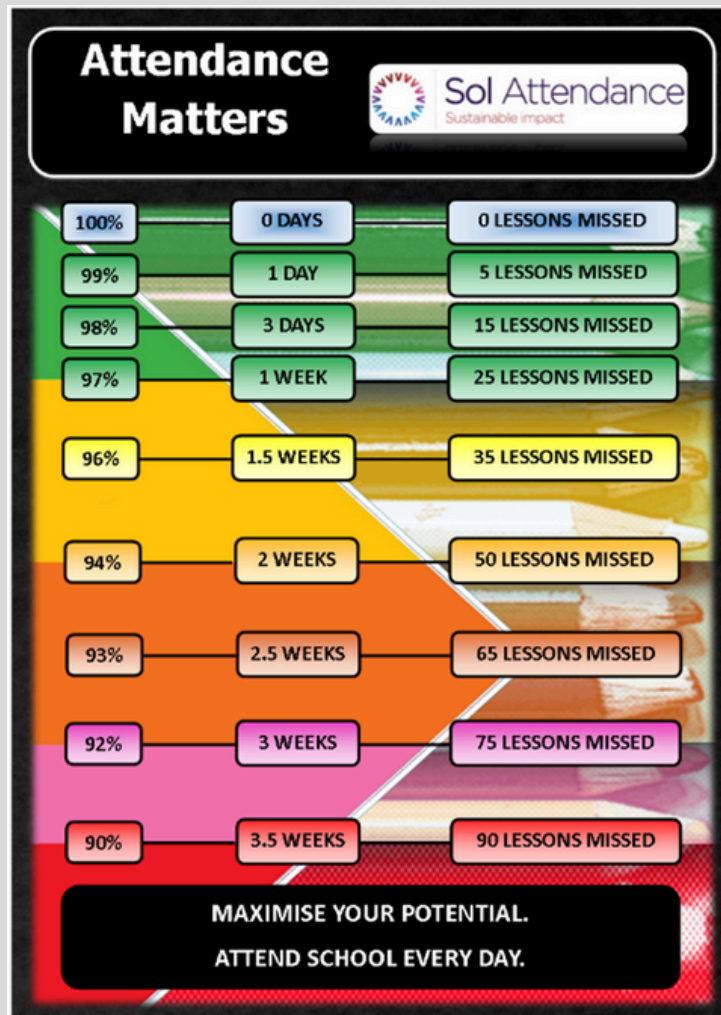 Attendance
Matters
Sol Attendance
Sustainable impact
100% 0 DAYS 0 LESSONS MISSED
99% 1 DAY 5 LESSONS MISSED
98% 3 DAYS 15 LESSONS MISSED
97% 1 WEEK 25 LESSONS MISSED
96% 1.5 WEEKS 35 LESSONS MISSED
94% 2 WEEKS 50 LESSONS MISSED
93% 2.5 WEEKS 65 LESSONS MISSED
92% 3 WEEKS 75 LESSONS MISSED
90% 3.5 WEEKS 90 LESSONS MISSED
MAXIMISE YOUR POTENTIAL.
ATTEND SCHOOL EVERY DAY.